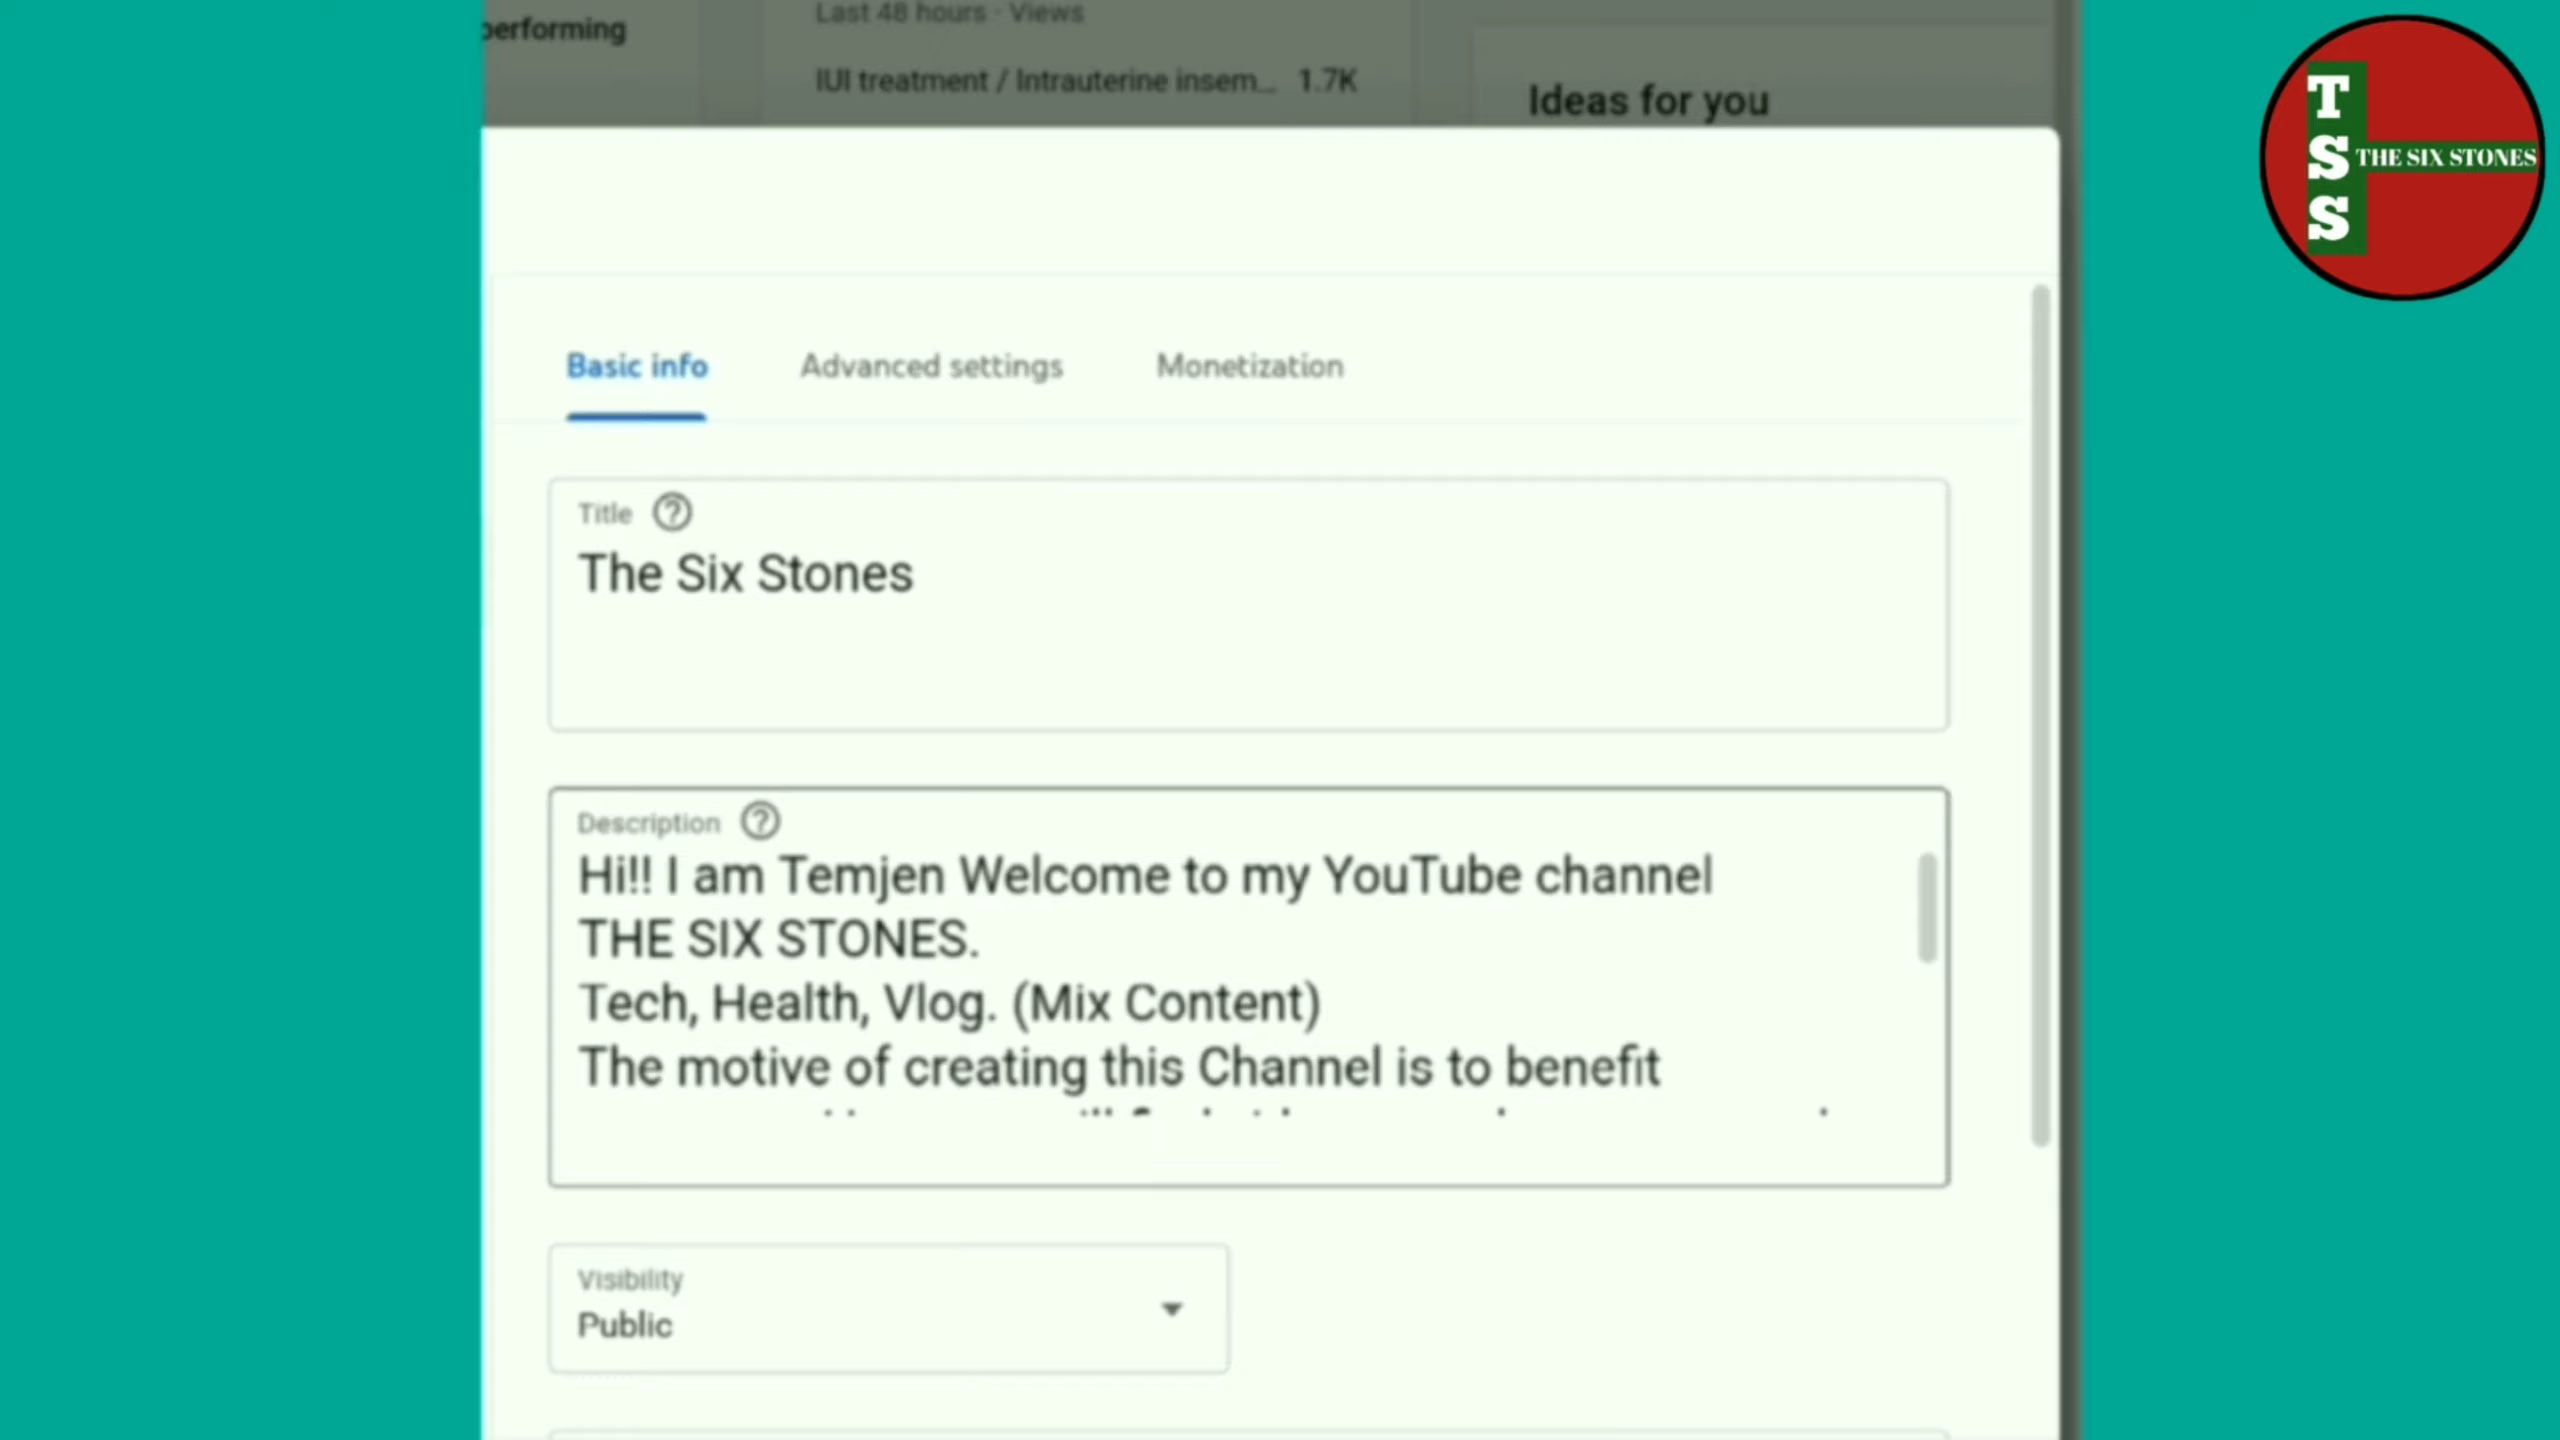 performing
Last 48 hours · Views
IUI treatment / Intrauterine insem... 1.7K
Ideas for you
T
S
S
THE SIX STONES
Basic info
Advanced settings
Monetization
Title
The Six Stones
Description
Hi!! I am Temjen Welcome to my YouTube channel
THE SIX STONES.
Tech, Health, Vlog. (Mix Content)
The motive of creating this Channel is to benefit
Visibility
Public